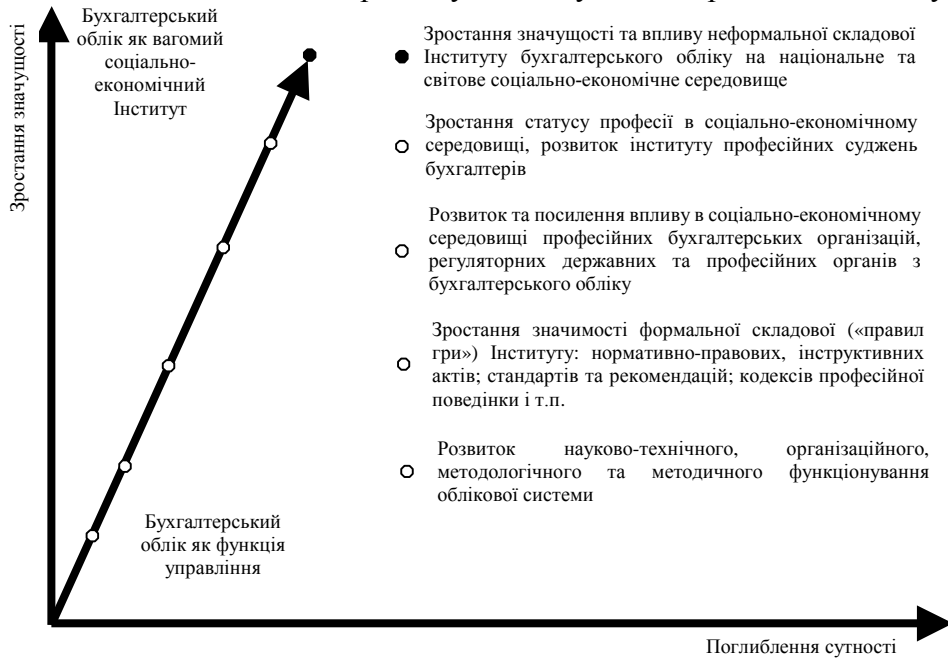 Бухгалтерський
облік як вагомий
соціально-
економічний
Інститут
Зростання значущості
Зростання значущості та впливу неформальної складової
Інституту бухгалтерського обліку на національне та
світове соціально-економічне середовище
Зростання статусу професії в соціально-економічному
середовищі, розвиток інституту професійних суджень
бухгалтерів
Розвиток та посилення впливу в соціально-економічному
середовищі професійних бухгалтерських організацій,
регуляторних державних та професійних органів з
бухгалтерського обліку
Зростання значимості формальної складової («правил
гри») Інституту: нормативно-правових, інструктивних
актів; стандартів та рекомендацій; кодексів професійної
поведінки і т.п.
Розвиток науково-технічного, організаційного,
методологічного та методичного функціонування
облікової системи
Бухгалтерський
облік як функція
управління
Поглиблення сутності